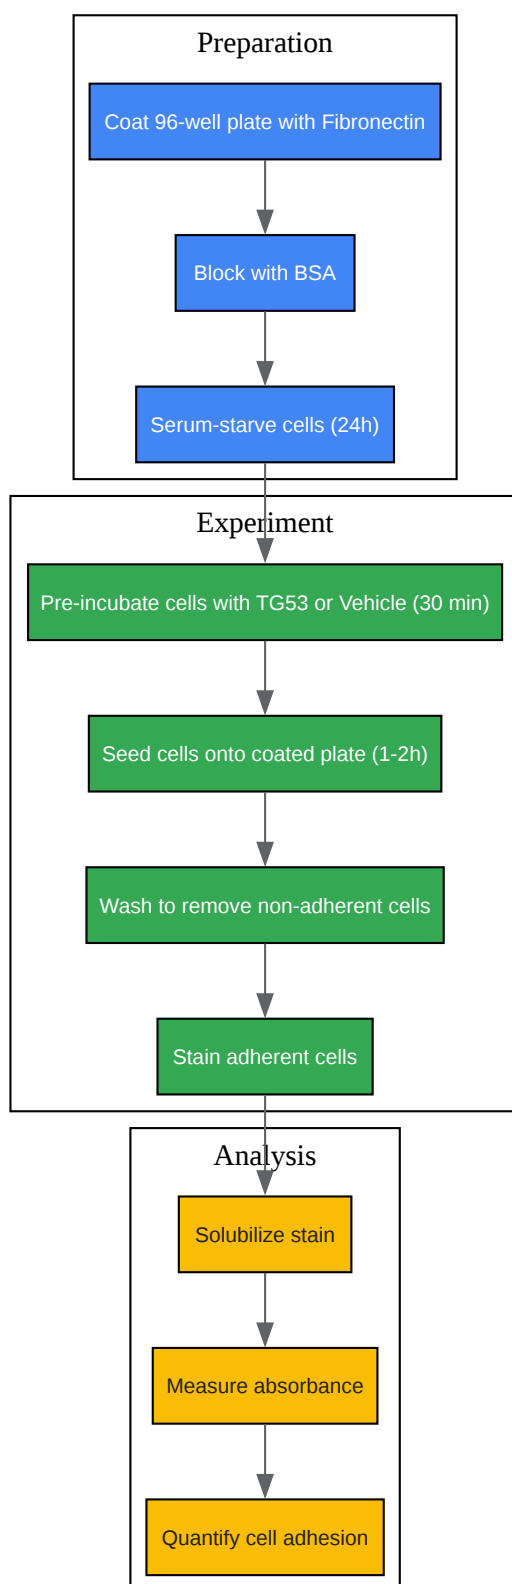 Preparation
Coat 96-well plate with Fibronectin
Block with BSA
Serum-starve cells (24h)
Experiment
Pre-incubate cells with TG53 or Vehicle (30 min)
Seed cells onto coated plate (1-2h)
Wash to remove non-adherent cells
Stain adherent cells
Analysis
Solubilize stain
Measure absorbance
Quantify cell adhesion